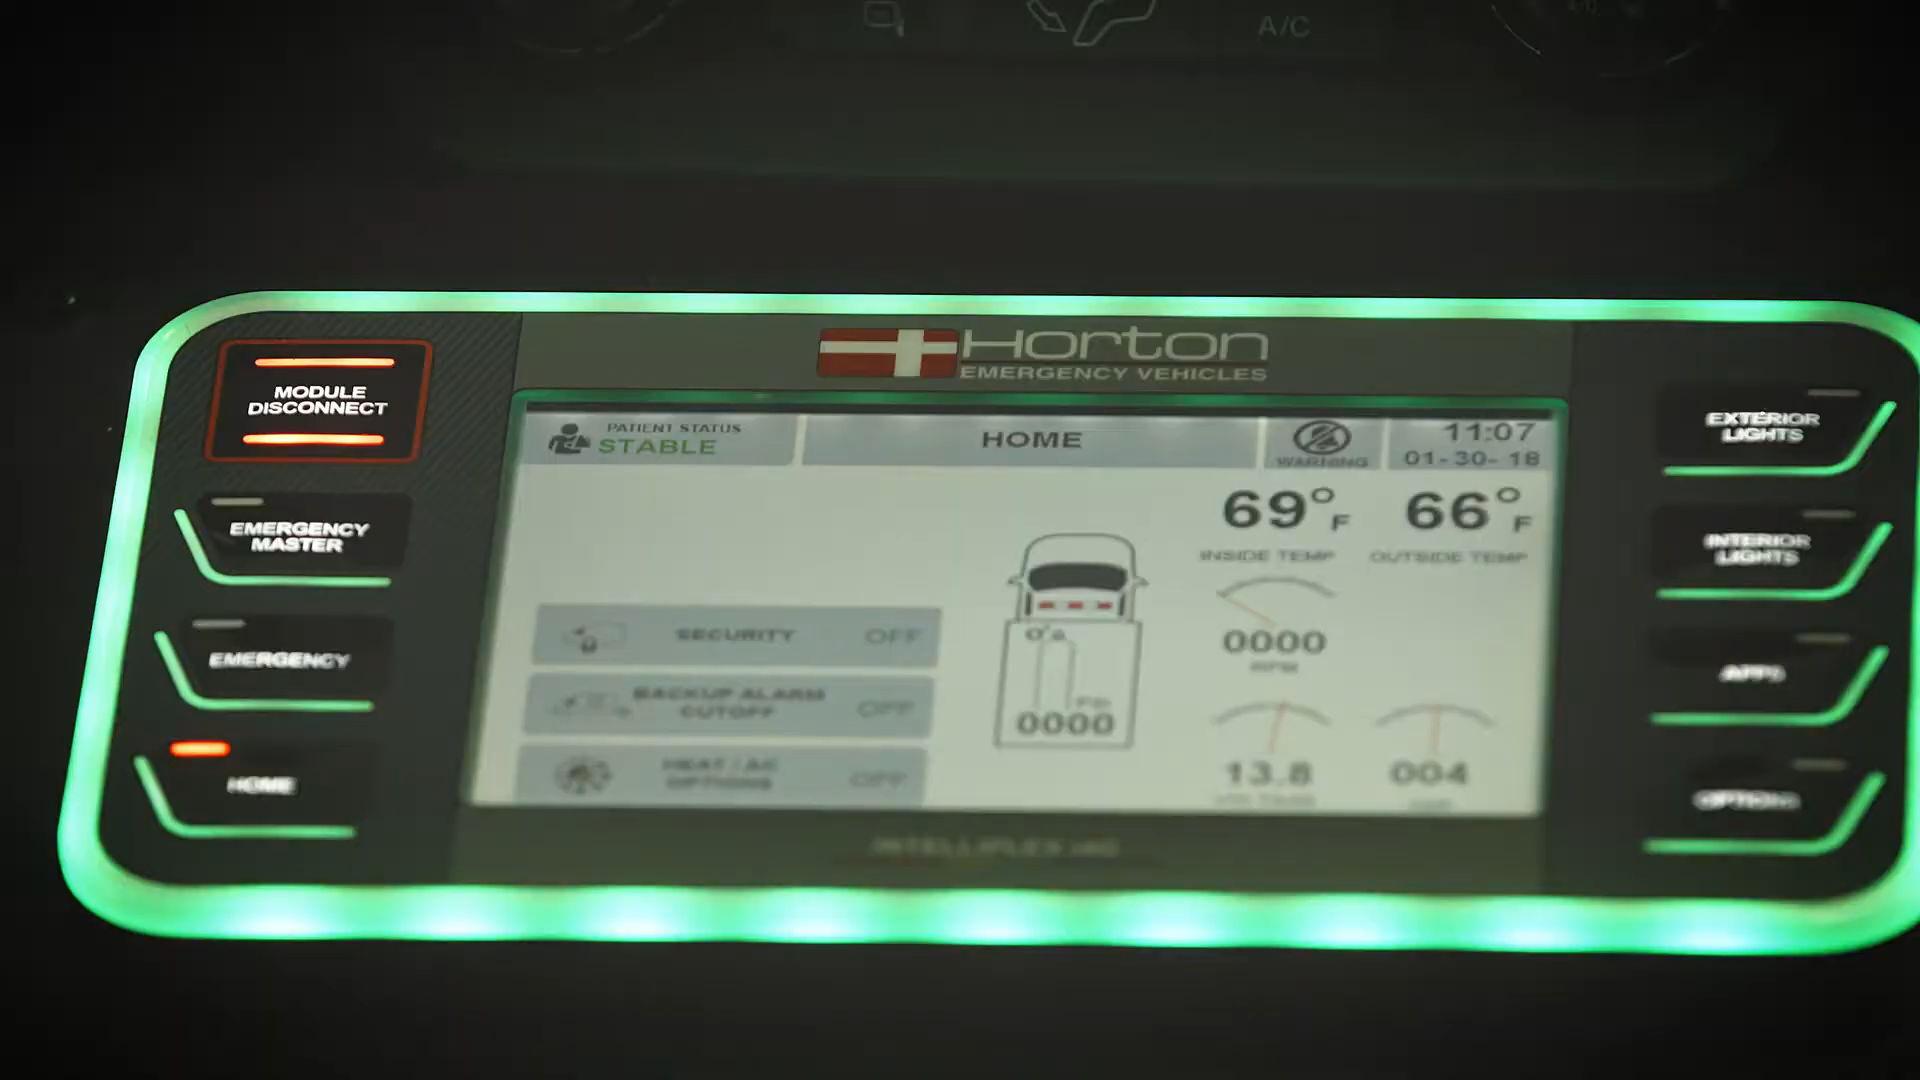 A/C
Horton
EMERGENCY VEHICLES
MODULE
DISCONNECT
EMERGENCY
MASTER
EMERGENCY
HOME
PATIENT STATUS
STABLE
HOME
WARNING
11:07
01-30-18
69°F
INSIDE TEMP
66°F
OUTSIDE TEMP
SECURITY OFF
BACKUP ALARM
CUTOFF OFF
HEAT / AC
OPTIONS OFF
0000
0000
RPM
13.8
004
EXTERIOR
LIGHTS
INTERIOR
LIGHTS
APPS
OPTIONS